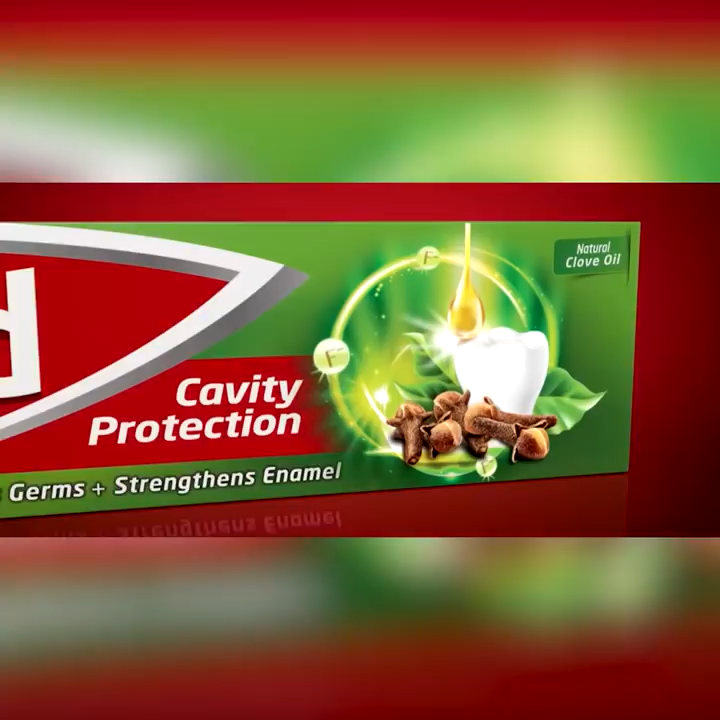 d
Natural
Clove Oil
Cavity
Protection
Germs + Strengthens Enamel
F
F
F